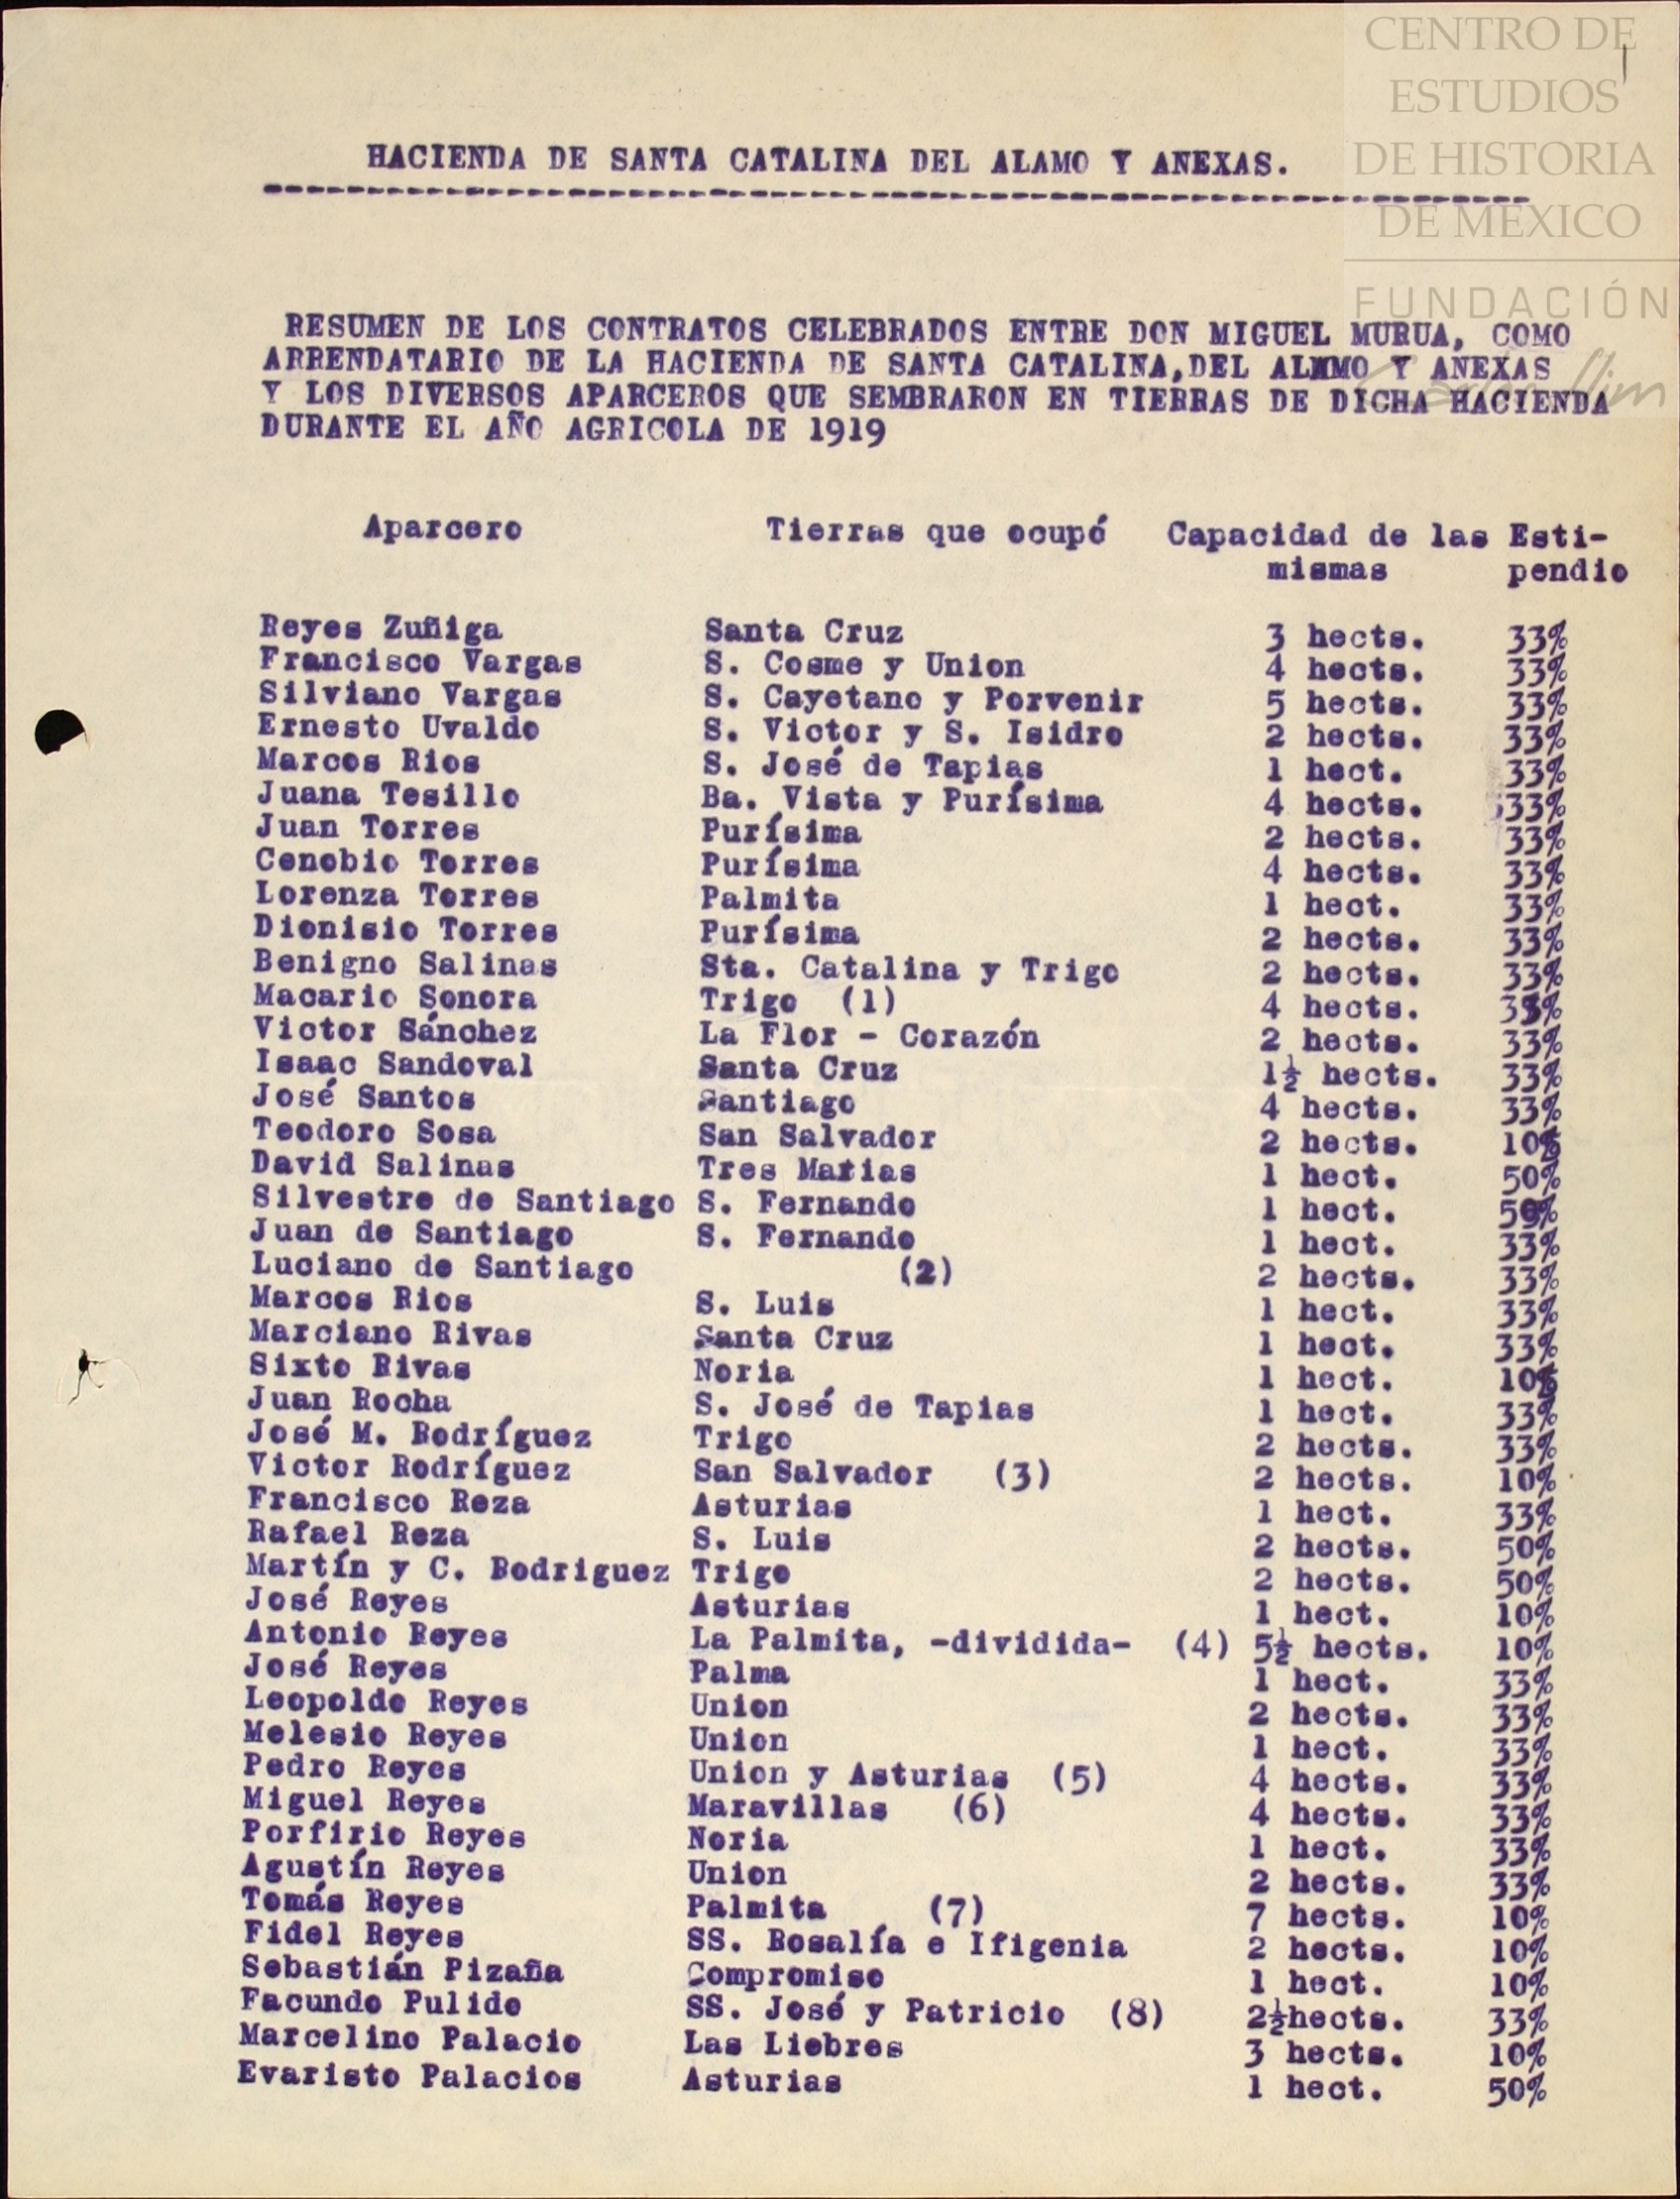 CENTRO DE
ESTUDIOS
DE HISTORIA
DE MEXICO
FUNDACIÓN
Carlos Slim
HACIENDA DE SANTA CATALINA DEL ALAMO Y ANEXAS.
RESUMEN DE LOS CONTRATOS CELEBRADOS ENTRE DON MIGUEL MURUA, COMO
ARRENDATARIO DE LA HACIENDA DE SANTA CATALINA,DEL ALAMO Y ANEXAS
Y LOS DIVERSOS APARCEROS QUE SEMBRARON EN TIERRAS DE DICHA HACIENDA
DURANTE EL AÑO AGRICOLA DE 1919
Aparcero Tierras que ocupó Capacidad de las Esti-
mismas pendio
Reyes Zuñiga Santa Cruz 3 hects. 33%
Francisco Vargas S. Cosme y Union 4 hects. 33%
Silviano Vargas S. Cayetano y Porvenir 5 hects. 33%
Ernesto Uvaldo S. Victor y S. Isidro 2 hects. 33%
Marcos Rios S. José de Tapias 1 hect. 33%
Juana Tesillo Ba. Vista y Purísima 4 hects. 33%
Juan Torres Purísima 2 hects. 33%
Cenobio Torres Purísima 4 hects. 33%
Lorenza Torres Palmita 1 hect. 33%
Dionisio Torres Purísima 2 hects. 33%
Benigno Salinas Sta. Catalina y Trigo 2 hects. 33%
Macario Sonora Trigo (1) 4 hects. 33%
Victor Sánchez La Flor - Corazón 2 hects. 33%
Isaac Sandoval Santa Cruz 1½ hects. 33%
José Santos Santiago 4 hects. 33%
Teodoro Sosa San Salvador 2 hects. 10%
David Salinas Tres Marias 1 hect. 50%
Silvestre de Santiago S. Fernando 1 hect. 50%
Juan de Santiago S. Fernando 1 hect. 33%
Luciano de Santiago (2) 2 hects. 33%
Marcos Rios S. Luis 1 hect. 33%
Marciano Rivas Santa Cruz 1 hect. 33%
Sixto Rivas Noria 1 hect. 10%
Juan Rocha S. José de Tapias 1 hect. 33%
José M. Rodríguez Trigo 2 hects. 33%
Victor Rodríguez San Salvador (3) 2 hects. 10%
Francisco Reza Asturias 1 hect. 33%
Rafael Reza S. Luis 2 hects. 50%
Martín y C. Rodriguez Trigo 2 hects. 50%
José Reyes Asturias 1 hect. 10%
Antonio Reyes La Palmita, -dividida- (4) 5½ hects. 10%
José Reyes Palma 1 hect. 33%
Leopoldo Reyes Union 2 hects. 33%
Melesio Reyes Union 1 hect. 33%
Pedro Reyes Union y Asturias (5) 4 hects. 33%
Miguel Reyes Maravillas (6) 4 hects. 33%
Porfirio Reyes Noria 1 hect. 33%
Agustín Reyes Union 2 hects. 33%
Tomás Reyes Palmita (7) 7 hects. 10%
Fidel Reyes SS. Rosalía e Ifigenia 2 hects. 10%
Sebastián Pizaña Compromiso 1 hect. 10%
Facundo Pulido SS. José y Patricio (8) 2½hects. 33%
Marcelino Palacio Las Liebres 3 hects. 10%
Evaristo Palacios Asturias 1 hect. 50%